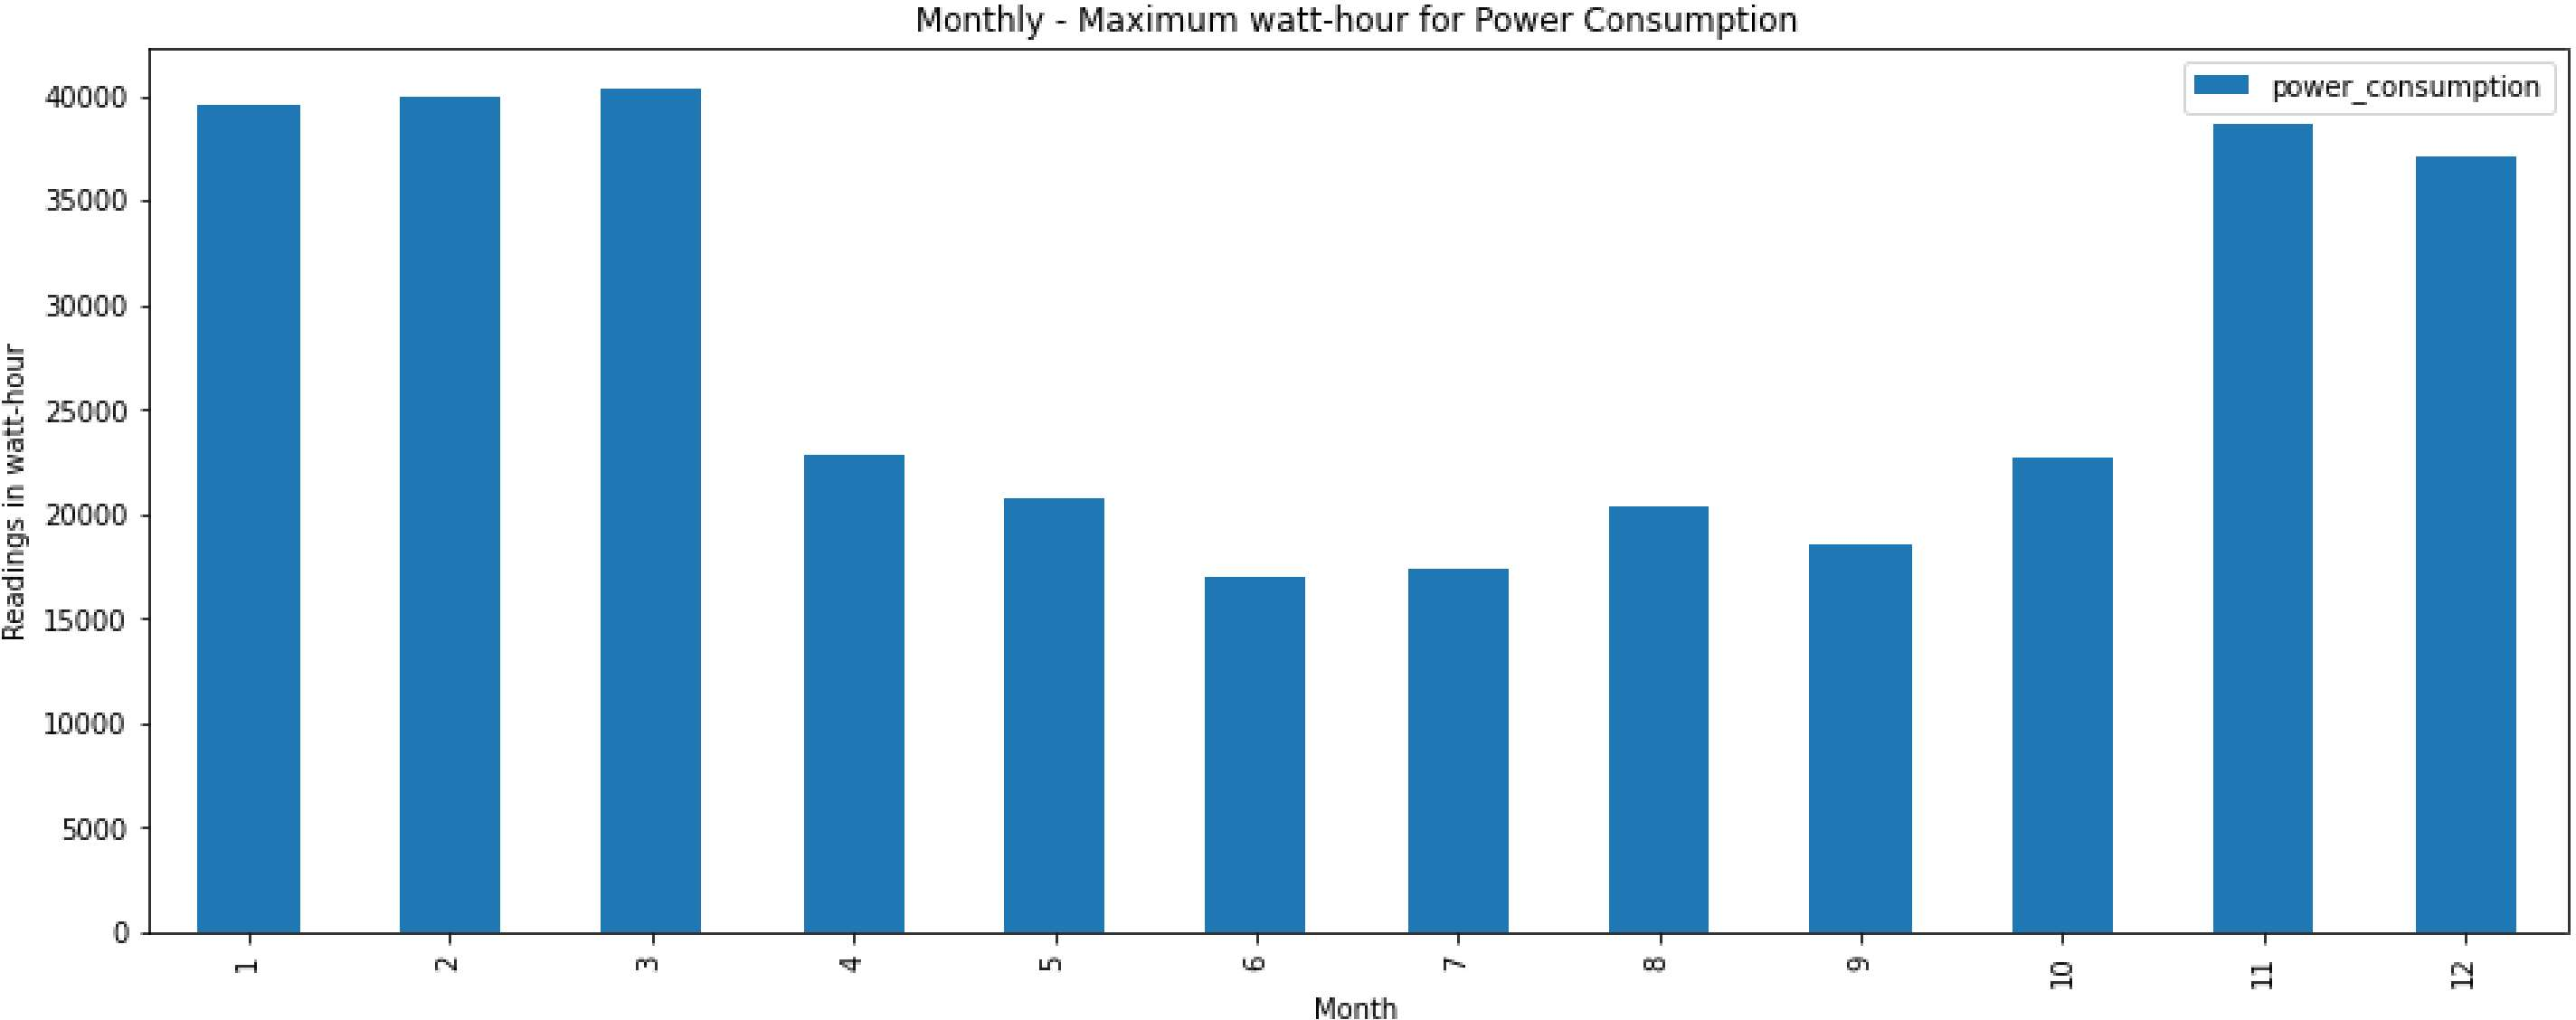 Monthly - Maximum watt-hour for Power Consumption
power_consumption
Readings in watt-hour
40000
35000
30000
25000
20000
15000
10000
5000
0
1 2 3 4 5 6 7 8 9 10 11 12
Month